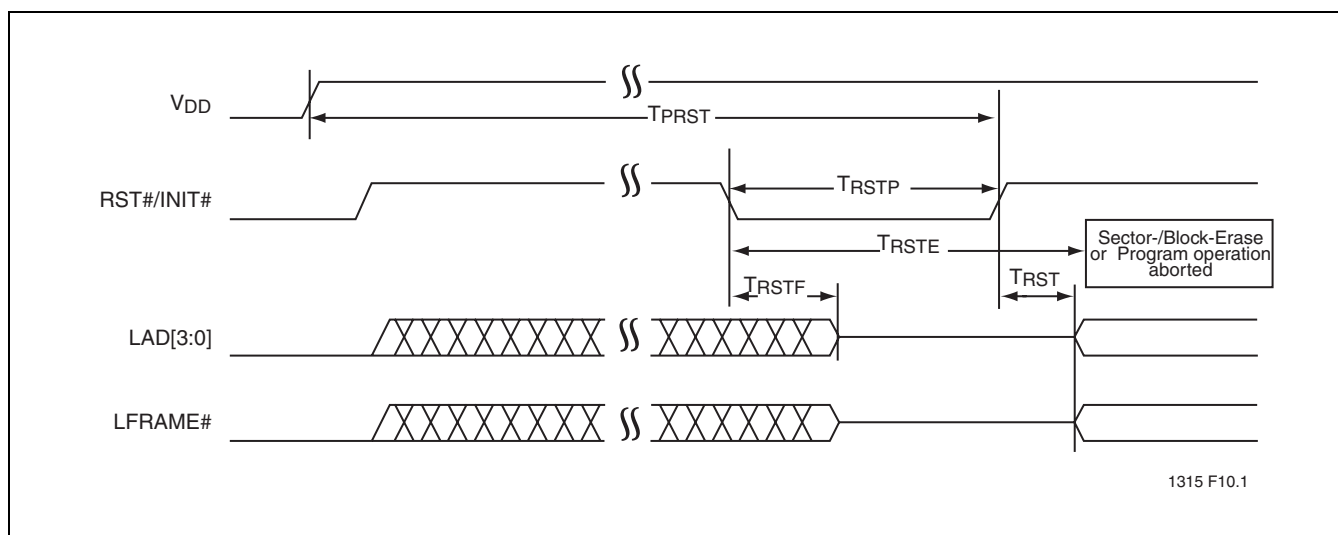 VDD
TPRST
RST#/INIT#
TRSTP
TRSTE
Sector-/Block-Erase
or Program operation
aborted
TRSTF
TRST
LAD[3:0]
LFRAME#
1315 F10.1